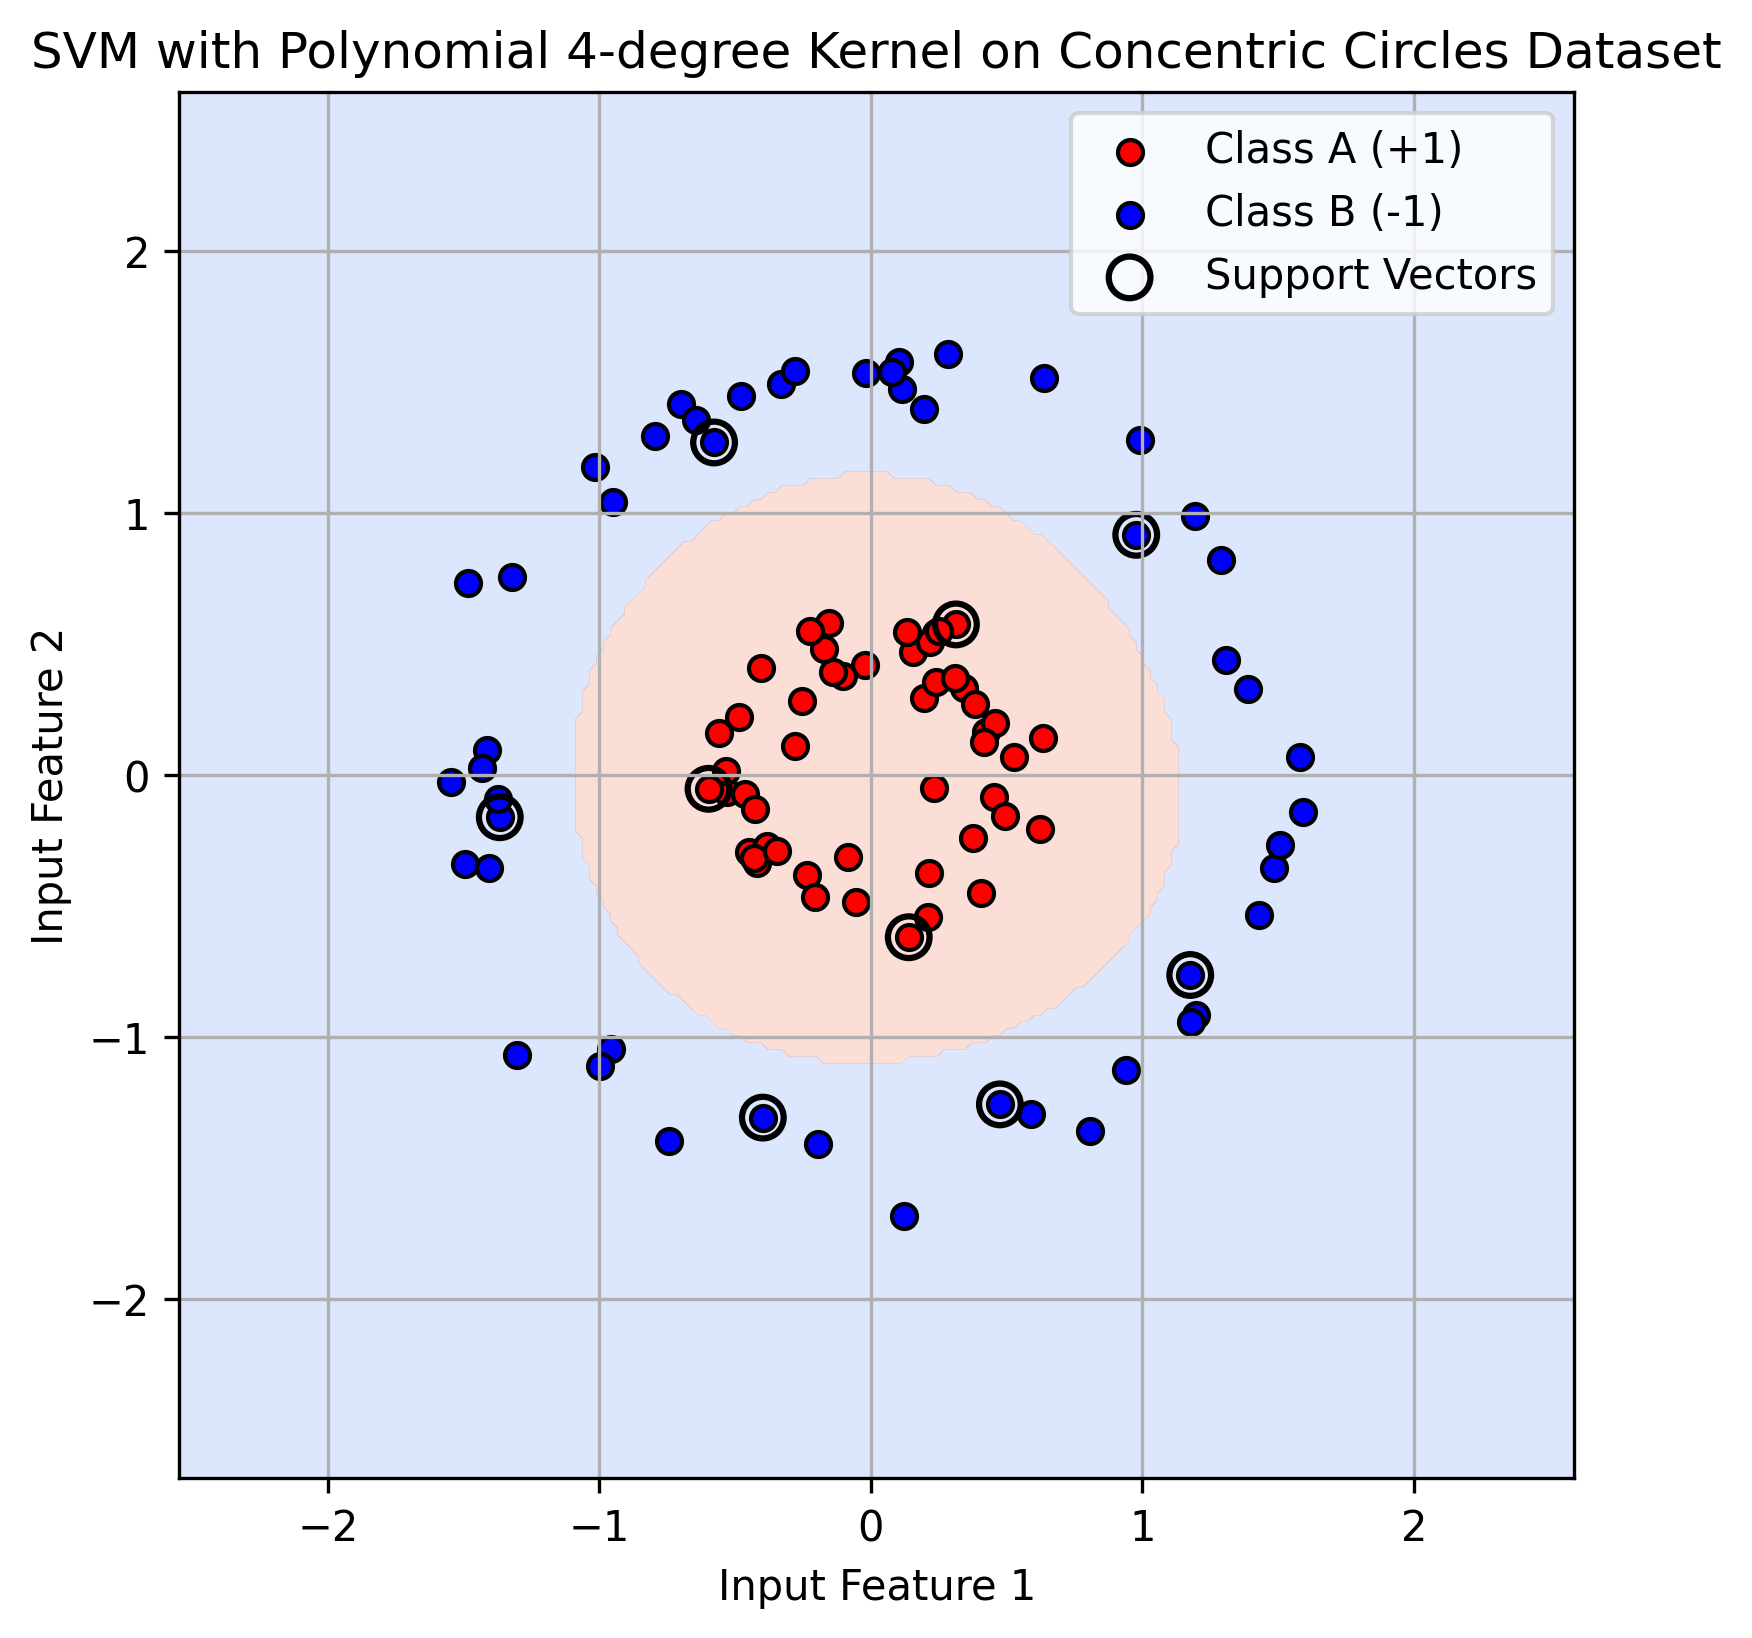 SVM with Polynomial 4-degree Kernel on Concentric Circles Dataset
Class A (+1)
Class B (-1)
Support Vectors
Input Feature 2
2
1
0
−1
−2
−2
−1
0
1
2
Input Feature 1